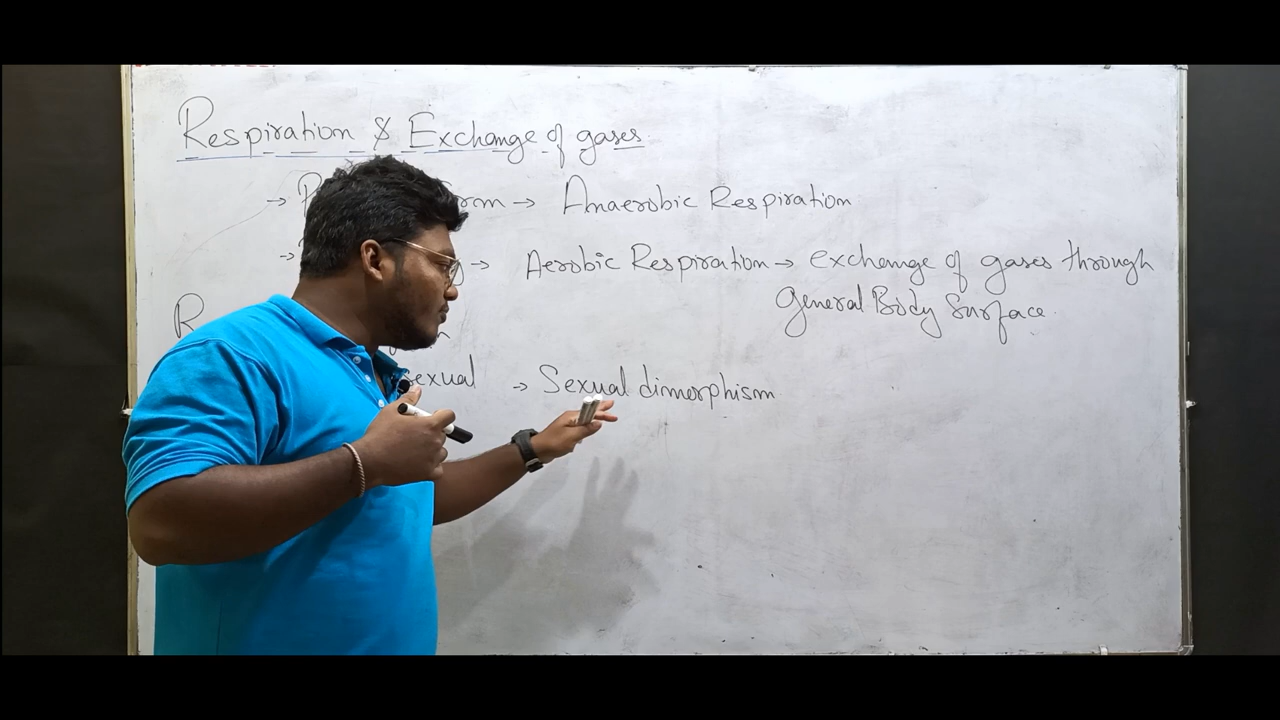 Respiration & Exchange of gases
→ → Anaerobic Respiration
→ → Aerobic Respiration → exchange of gases through
General Body Surface.
sexual → Sexual dimorphism